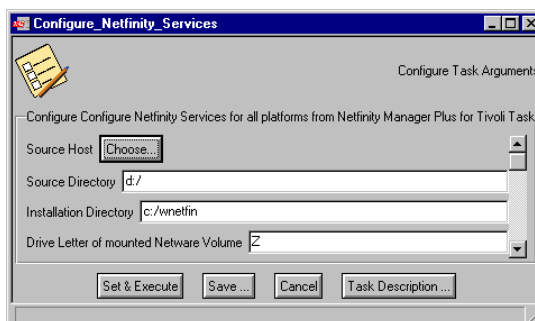 Configure_Netfinity_Services
Configure Task Arguments
Configure Configure Netfinity Services for all platforms from Netfinity Manager Plus for Tivoli Task
Source Host Choose...
Source Directory d:/
Installation Directory c:/wnetfin
Drive Letter of mounted Netware Volume Z
Set & Execute Save ... Cancel Task Description ...